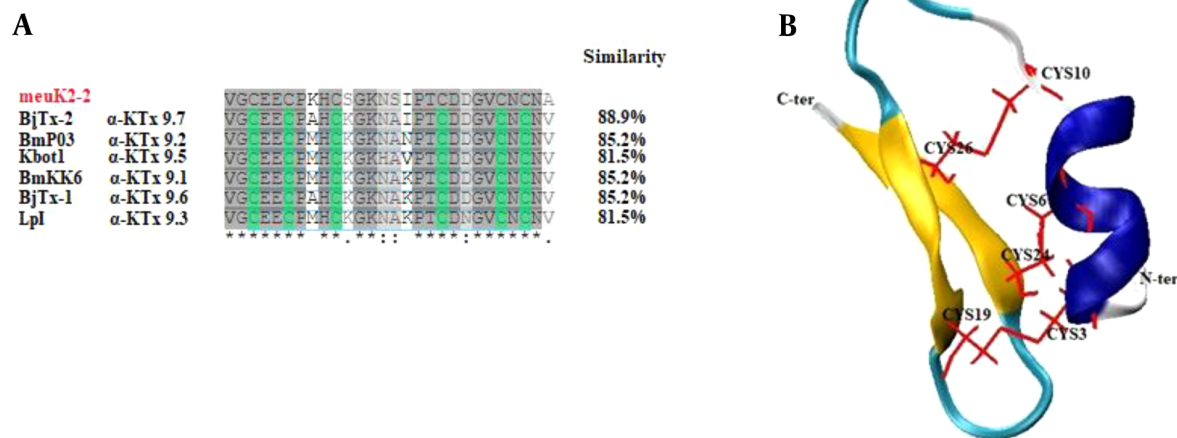 A
Similarity
meuK2-2 VGCEECPKHCSGKNSIPTCDDGVCNCNA
BjTx-2 α-KTx 9.7 VGCEECPAHCKGKNAIPTCDDGVCNCNV 88.9%
BmP03 α-KTx 9.2 VGCEECPMHCKGKNANPTCDDGVCNCNV 85.2%
Kbot1 α-KTx 9.5 VGCEECPMHCKGKHAVPTCDDGVCNCNV 81.5%
BmKK6 α-KTx 9.1 VGCEECPMHCKGKNAKPTCDDGVCNCNV 85.2%
BjTx-1 α-KTx 9.6 VGCEECPAHCKGKNAKPTCDDGVCNCNV 85.2%
LpI α-KTx 9.3 VGCEECPMHCKGKNAKPTCDNGVCNCNV 81.5%
******* **.**:: ****:******.
B
CYS10
C-ter
CYS26
CYS6
CYS24
N-ter
CYS19
CYS3